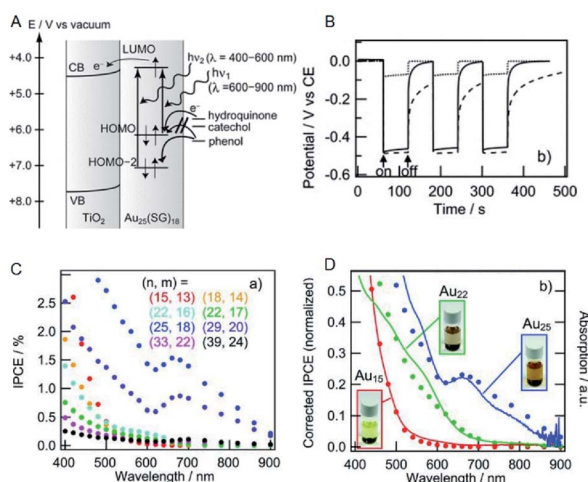 A
E / V vs vacuum
LUMO
e⁻
CB
hν₂ (λ = 400–600 nm)
hν₁
(λ =600-900 nm)
e⁻
HOMO
hydroquinone
catechol
phenol
HOMO-2
VB
+4.0
+5.0
+6.0
+7.0
+8.0
TiO₂
Au₂₅(SG)₁₈
B
Potential / V vs CE
0.0
-0.2
-0.4
-0.6
on
off
b)
0 100 200 300 400 500
Time / s
C
IPCE / %
2.5
2.0
1.5
1.0
0.5
0.0
(n, m) =
a)
(15, 13) (18, 14)
(22, 16) (22, 17)
(25, 18) (29, 20)
(33, 22) (39, 24)
400 500 600 700 800 900
Wavelength / nm
D
Corrected IPCE (normalized)
0.5
0.4
0.3
0.2
0.1
0.0
b)
Au₂₂
Au₂₅
Au₁₅
Absorption / a.u.
400 500 600 700 800 900
Wavelength / nm